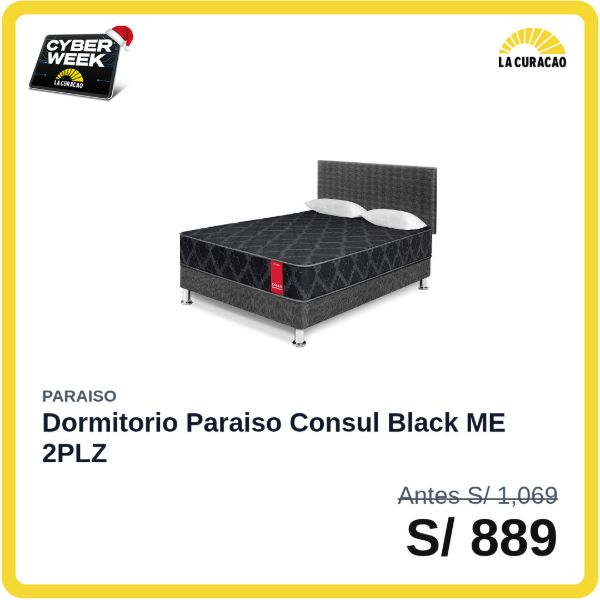 CYBER
WEEK
LA CURACAO
LA CURACAO
PARAISO
Dormitorio Paraiso Consul Black ME
2PLZ
Antes S/ 1,069
S/ 889